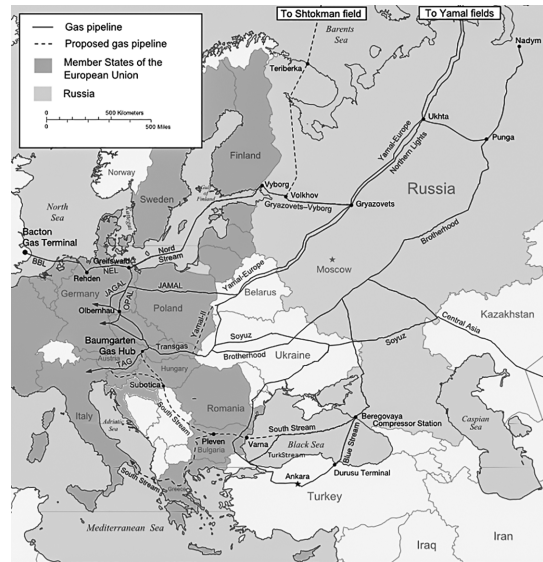 To Shtokman field
To Yamal fields
Gas pipeline
Proposed gas pipeline
Member States of the
European Union
Russia
0
500 Kilometers
0
500 Miles
Barents
Sea
Nadym
Teriberka
Ukhta
Punga
Yamal-Europe
Northern Lights
Norway
Finland
Sweden
Gulf of
Finland
Vyborg
Volkhov
Gryazovets-Vyborg
Gryazovets
Russia
Brotherhood
North
Sea
Bacton
Gas Terminal
BBL
Greifswald
Nord
Stream
NEL
Rehden
Moscow
Yamal-Europe
Belarus
JAGAL
OPAL
JAMAL
Germany
Poland
Olbernhau
Yamal-II
Kazakhstan
Central Asia
Soyuz
Soyuz
Baumgarten
Gas Hub
Transgas
Brotherhood
Ukraine
Austria
TAG
Hungary
Subotica
South Stream
Romania
Italy
Adriatic
Sea
Pleven
Bulgaria
Varna
South Stream
Black Sea
TurkStream
Blue Stream
Beregovaya
Compressor Station
Caspian
Sea
South Stream
Greece
Ankara
Durusu Terminal
Turkey
Mediterranean Sea
Iraq
Iran